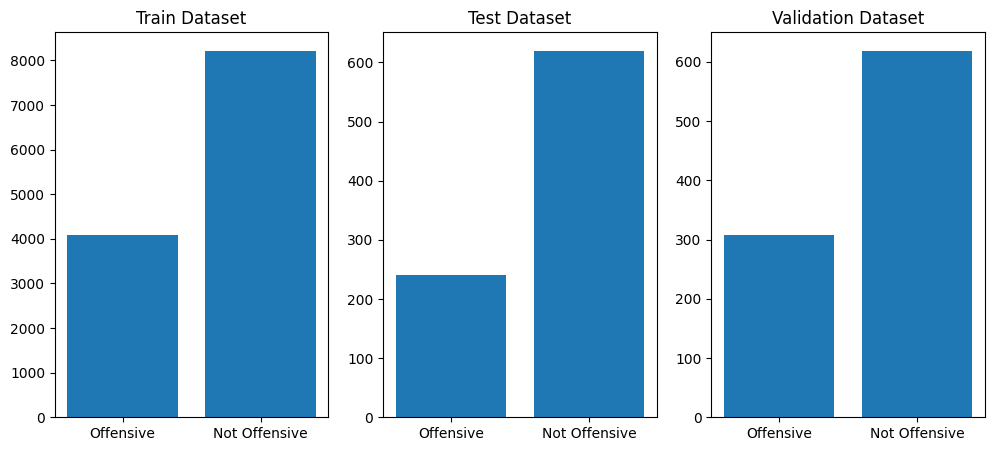 Train Dataset
8000
7000
6000
5000
4000
3000
2000
1000
0
Offensive
Not Offensive
Test Dataset
600
500
400
300
200
100
0
Offensive
Not Offensive
Validation Dataset
600
500
400
300
200
100
0
Offensive
Not Offensive